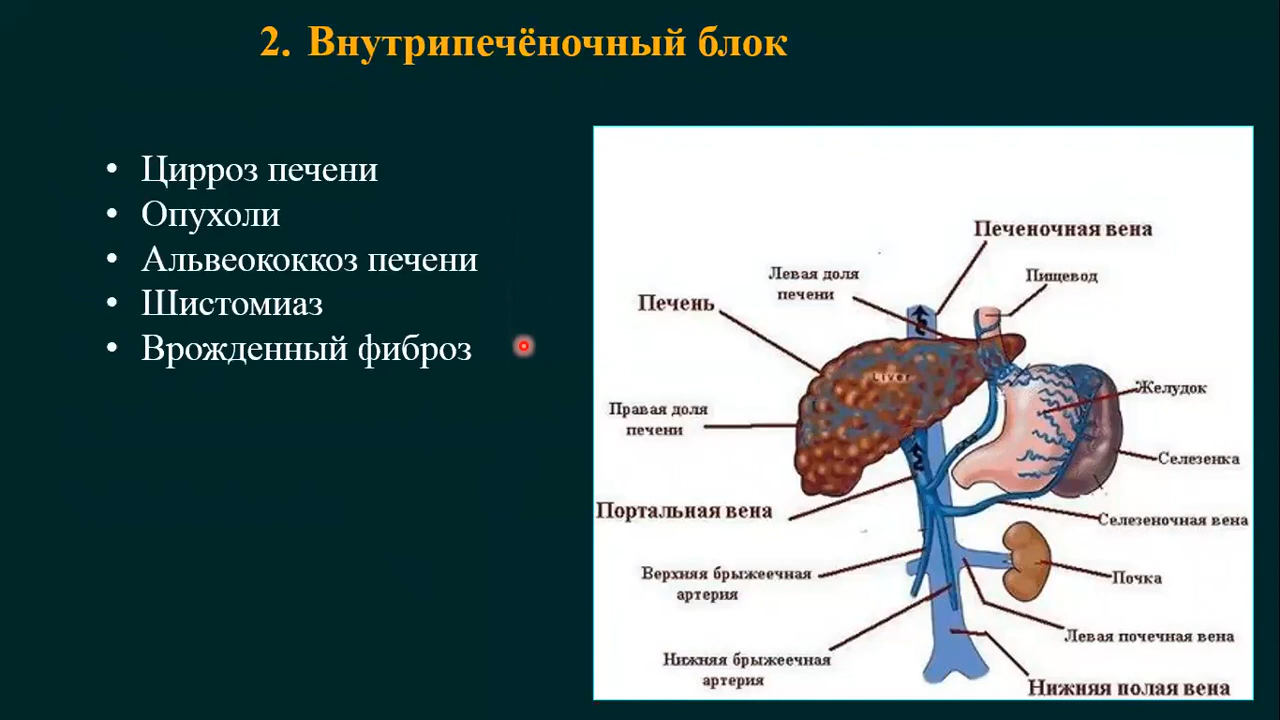 2. Внутрипечёночный блок
• Цирроз печени
• Опухоли
• Альвеококкоз печени
• Шистомиаз
• Врожденный фиброз
Печеночная вена
Левая доля
печени
Пищевод
Печень
Liver
Желудок
Правая доля
печени
Селезенка
Портальная вена
Селезеночная вена
Верхняя брыжеечная
артерия
Почка
Левая почечная вена
Нижняя брыжеечная
артерия
Нижняя полая вена